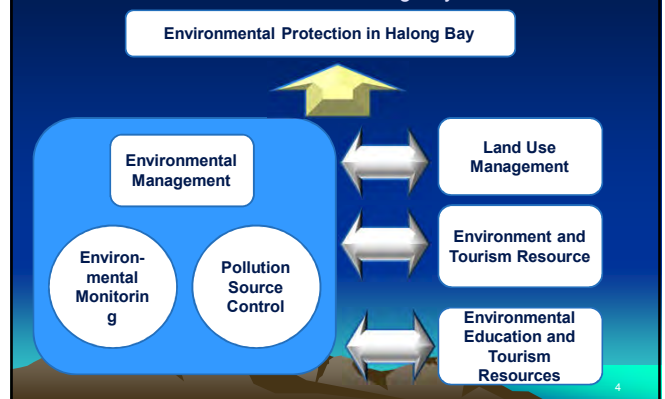 Environmental Protection in Halong Bay
Environmental
Management
Environ-
mental
Monitorin
g
Pollution
Source
Control
Land Use
Management
Environment and
Tourism Resource
Environmental
Education and
Tourism
Resources
4